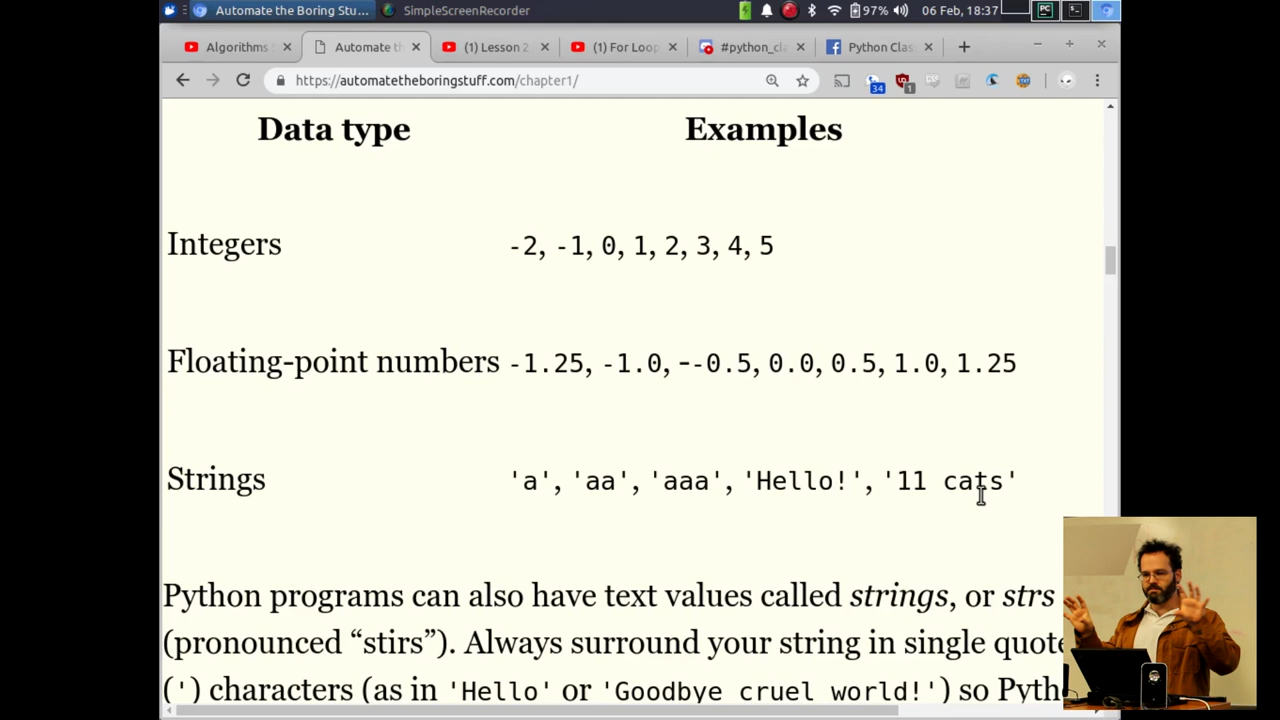 Automate the Boring Stu...
SimpleScreenRecorder
97%
06 Feb, 18:37
Algorithms
Automate th
(1) Lesson 2
(1) For Loop
#python_cla
Python Clas
https://automatetheboringstuff.com/chapter1/
34
1
Data type Examples
Integers -2, -1, 0, 1, 2, 3, 4, 5
Floating-point numbers -1.25, -1.0, --0.5, 0.0, 0.5, 1.0, 1.25
Strings 'a', 'aa', 'aaa', 'Hello!', '11 cats'
Python programs can also have text values called strings, or strs
(pronounced “stirs”). Always surround your string in single quote
(') characters (as in 'Hello' or 'Goodbye cruel world!') so Pyth